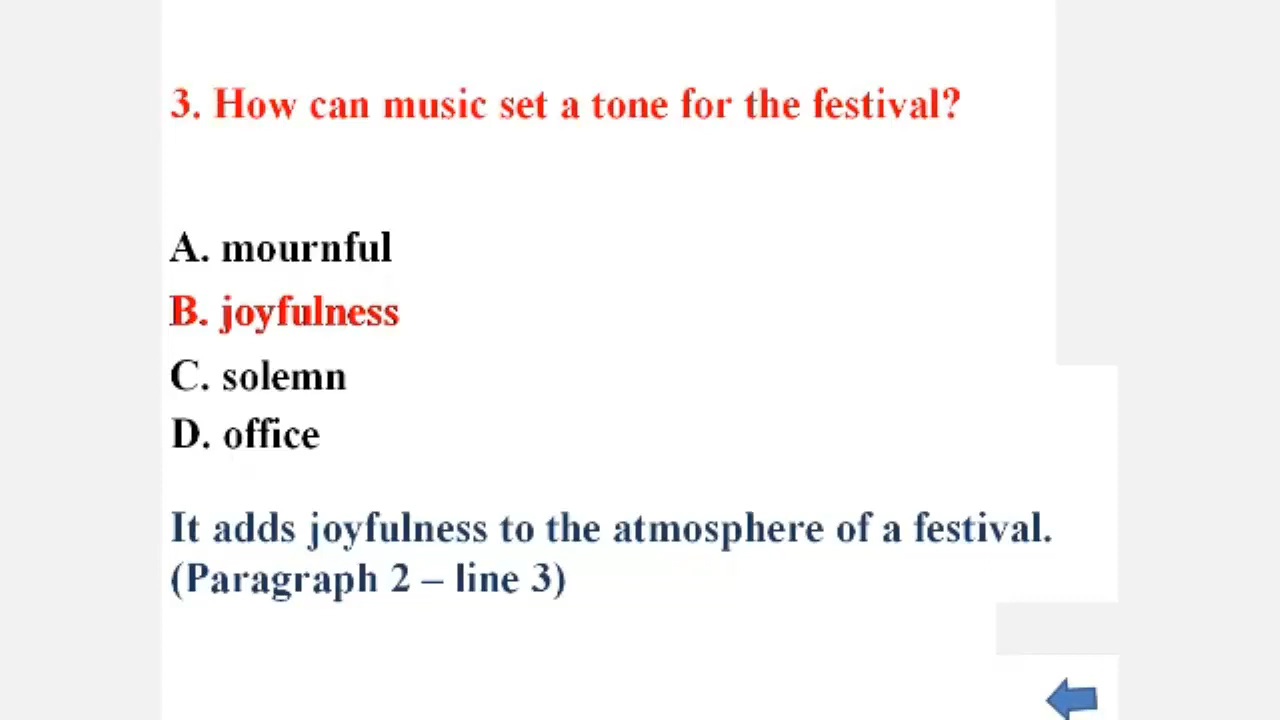 3. How can music set a tone for the festival?
A. mournful
B. joyfulness
C. solemn
D. office
It adds joyfulness to the atmosphere of a festival.
(Paragraph 2 – line 3)